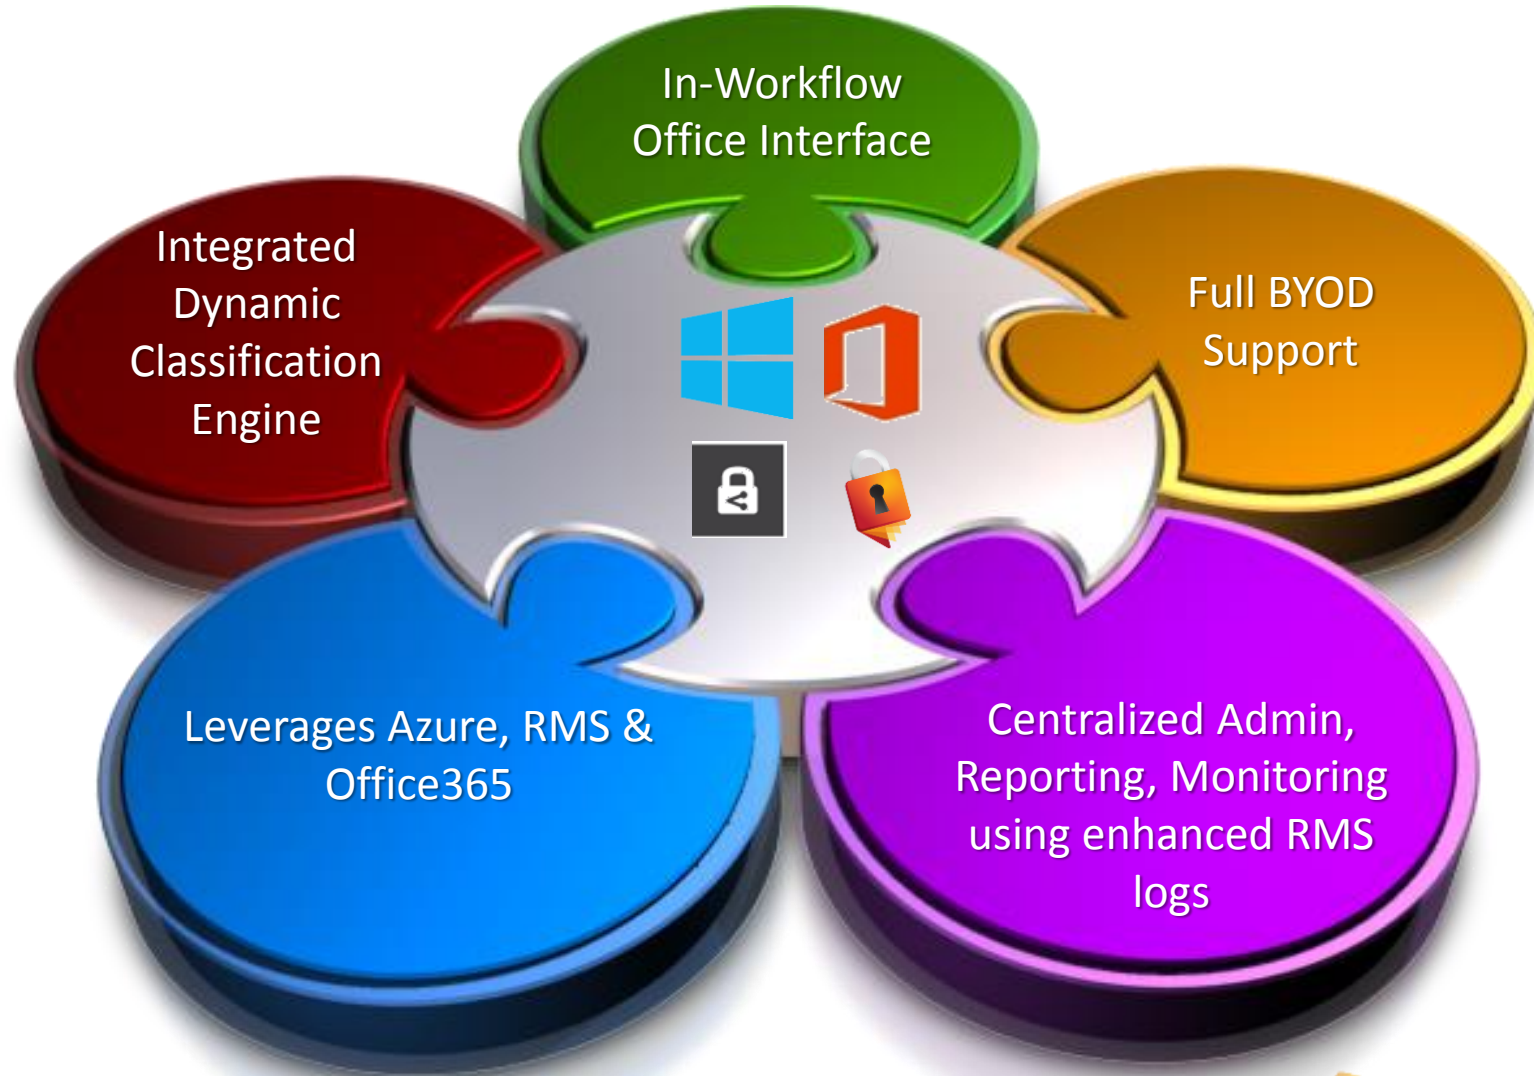 In-Workflow
Office Interface
Integrated
Dynamic
Classification
Engine
Full BYOD
Support
Leverages Azure, RMS &
Office365
Centralized Admin,
Reporting, Monitoring
using enhanced RMS
logs